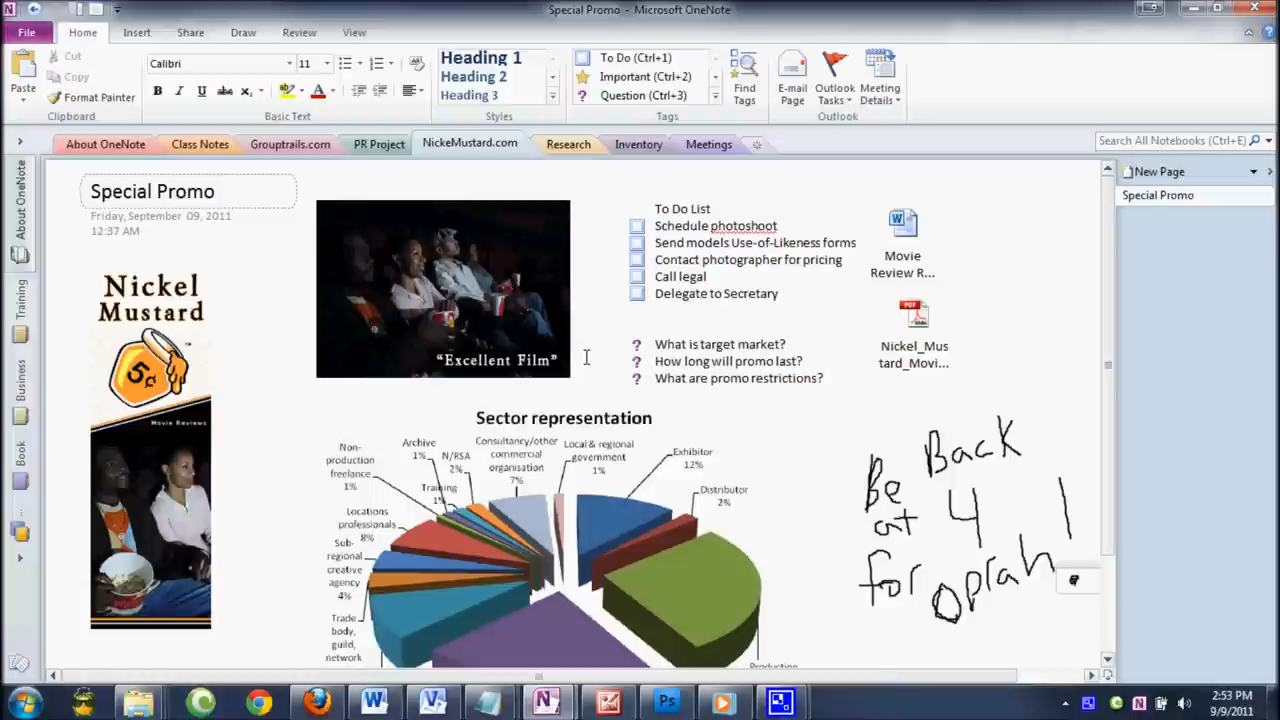 Special Promo - Microsoft OneNote
File Home Insert Share Draw Review View
Paste
Cut
Copy
Format Painter
Clipboard
Calibri 11
B I U abc X₂ A
Basic Text
Heading 1
Heading 2
Heading 3
Styles
To Do (Ctrl+1)
Important (Ctrl+2)
? Question (Ctrl+3)
Tags
Find
Tags
E-mail
Page
Outlook
Tasks
Meeting
Details
Outlook
About OneNote Class Notes Grouptrails.com PR Project NickeMustard.com Research Inventory Meetings
Search All Notebooks (Ctrl+E)
New Page
Special Promo
About OneNote
Training
Business
Book
Special Promo
Friday, September 09, 2011
12:37 AM
Nickel
Mustard
5¢
Movie Reviews
"Excellent Film"
To Do List
Schedule photoshoot
Send models Use-of-Likeness forms
Contact photographer for pricing
Call legal
Delegate to Secretary
? What is target market?
? How long will promo last?
? What are promo restrictions?
W
Movie
Review R...
PDF
Nickel_Mus
tard_Movi...
Sector representation
Non-
production
freelance
1%
Archive
1%
N/RSA
2%
Training
1%
Consultancy/other
commercial
organisation
7%
Local & regional
government
1%
Exhibitor
12%
Distributor
2%
Locations
professionals
8%
Sub-
regional
creative
agency
4%
Trade
body,
guild,
network
Production
Be Back
at 4
for Oprah!
W V N Ps
2:53 PM
9/9/2011